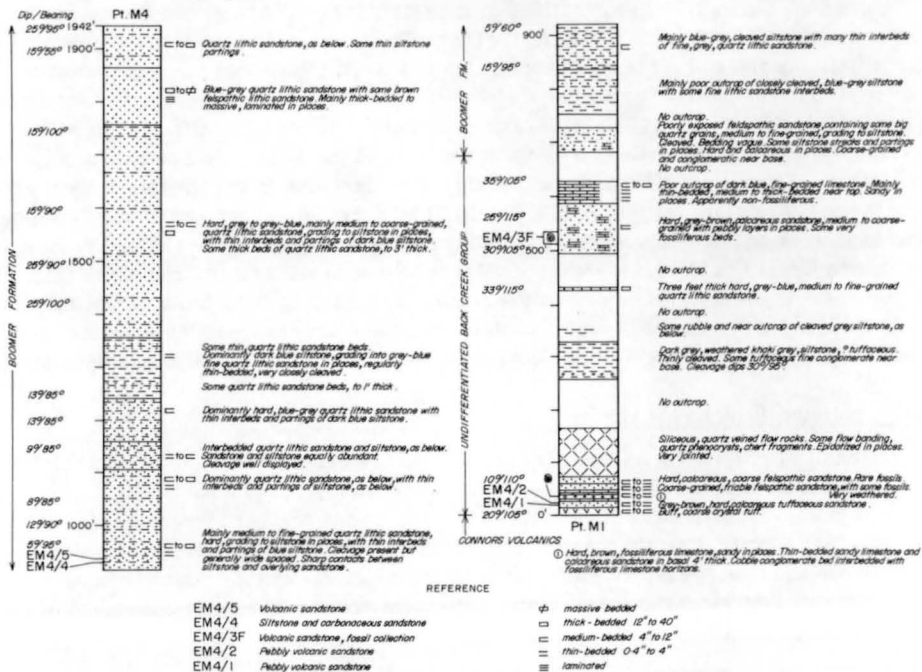 Dip/Bearing
Pt. M4
25°/95° 1942'
15°/85° 1900'
Quartz lithic sandstone, as below. Some thin siltstone
partings.
Blue-grey quartz lithic sandstone with some brown
felspathic lithic sandstone. Mainly thick-bedded to
massive, laminated in places.
15°/100°
15°/90°
Hard, grey to grey-blue, mainly medium to coarse-grained,
quartz lithic sandstone, grading to siltstone in places,
with thin interbeds and partings of dark blue siltstone.
Some thick beds of quartz lithic sandstone, to 3' thick.
25°/90° 1500'
25°/100°
Some thin, quartz lithic sandstone beds.
Dominantly dark blue siltstone, grading into grey-blue
fine quartz lithic sandstone in places, regularly
thin-bedded, very closely cleaved.
Some quartz lithic sandstone beds, to 1' thick.
13°/85°
13°/85°
Dominantly hard, blue-grey quartz lithic sandstone with
thin interbeds and partings of dark blue siltstone.
9°/85°
Interbedded quartz lithic sandstone and siltstone, as below.
Sandstone and siltstone equally abundant.
Cleavage well displayed.
Dominantly quartz lithic sandstone, as below, with thin
interbeds and partings of siltstone, as below.
8°/85°
12°/90° 1000'
5°/95°
Mainly medium to fine-grained quartz lithic sandstone,
hard, grading to siltstone in places, with thin interbeds
and partings of blue siltstone. Cleavage present but
generally wide spaced. Sharp contacts between
siltstone and overlying sandstone.
EM4/5
EM4/4
BOOMER FORMATION
5°/60° 900'
Mainly blue-grey, cleaved siltstone with many thin interbeds
of fine, grey, quartz lithic sandstone.
15°/95°
Mainly poor outcrop of closely cleaved, blue-grey siltstone
with some fine lithic sandstone interbeds.
No outcrop.
Poorly exposed feldspathic sandstone, containing some big
quartz grains, medium to fine-grained, grading to siltstone.
Cleaved. Bedding vague. Some siltstone streaks and partings
in places. Hard and calcareous in places. Coarse-grained
and conglomeratic near base.
No outcrop.
35°/105°
Poor outcrop of dark blue, fine-grained limestone. Mainly
thin-bedded, medium to thick-bedded near top. Sandy in
places. Apparently non-fossiliferous.
25°/115°
EM4/3F
30°/105° 500'
Hard, grey-brown, calcareous sandstone, medium to coarse-
grained with pebbly layers in places. Some very
fossiliferous beds.
No outcrop.
33°/115°
Three feet thick hard, grey-blue, medium to fine-grained
quartz lithic sandstone.
No outcrop.
Some rubble and near outcrop of cleaved grey siltstone, as
below.
Dark grey, weathered khaki grey, siltstone, ? tuffaceous.
Thinly cleaved. Some tuffaceous fine conglomerate near
base. Cleavage dips 30°/95°?
No outcrop.
Siliceous, quartz veined flow rocks. Some flow banding,
quartz phenocrysts, chert fragments. Epidotized in places.
Very jointed.
10°/110°
Hard, calcareous, coarse felspathic sandstone. Rare fossils.
EM4/2
Coarse-grained, friable felspathic sandstone, with some fossils.
① Very weathered.
EM4/1
Grey-brown, hard, calcareous tuffaceous sandstone.
20°/105° 0'
Buff, coarse crystal tuff.
Pt. M1
BOOMER Fm.
UNDIFFERENTIATED BACK CREEK GROUP
CONNORS VOLCANICS
① Hard, brown, fossiliferous limestone, sandy in places. Thin-bedded sandy limestone and
calcareous sandstone in basal 4' thick. Cobble conglomerate bed interbedded with
fossiliferous limestone horizons.
REFERENCE
EM4/5 Volcanic sandstone
EM4/4 Siltstone and carbonaceous sandstone
EM4/3F Volcanic sandstone, fossil collection
EM4/2 Pebbly volcanic sandstone
EM4/1 Pebbly volcanic sandstone
massive bedded
thick-bedded 12" to 40"
medium-bedded 4" to 12"
thin-bedded 0·4" to 4"
laminated